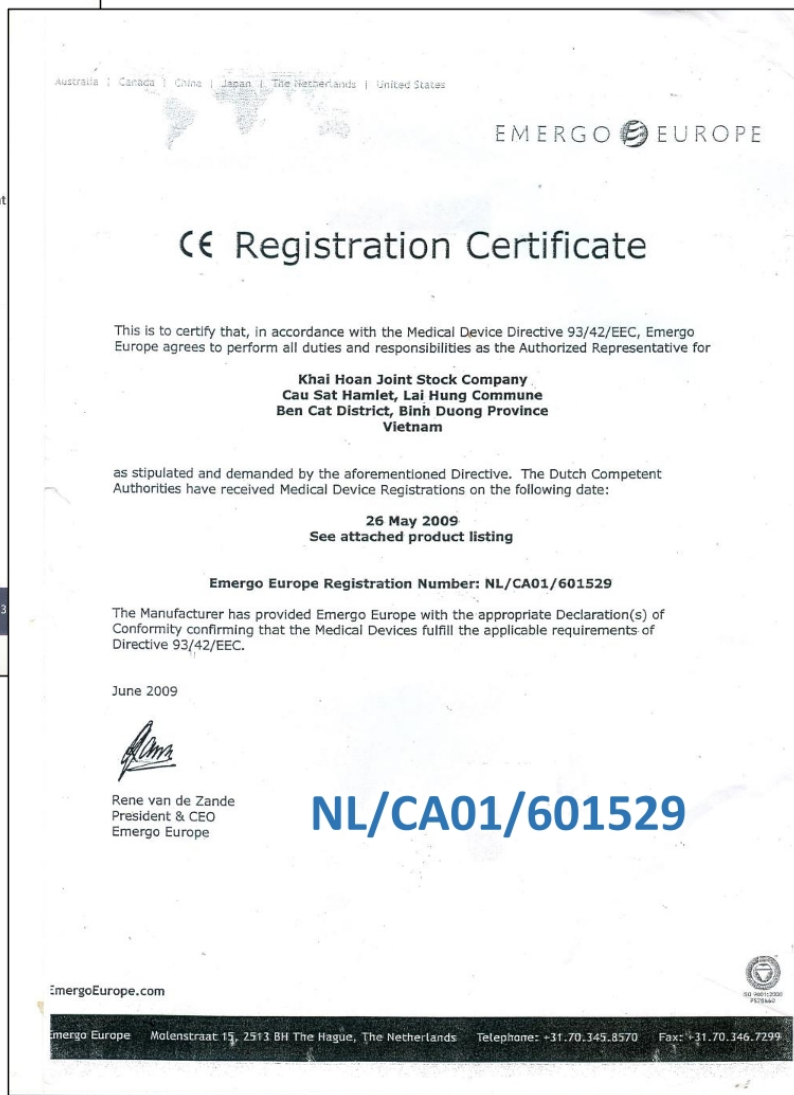 Australia | Canada | China | Japan | The Netherlands | United States
EMERGO EUROPE
CE Registration Certificate
This is to certify that, in accordance with the Medical Device Directive 93/42/EEC, Emergo
Europe agrees to perform all duties and responsibilities as the Authorized Representative for
Khai Hoan Joint Stock Company
Cau Sat Hamlet, Lai Hung Commune
Ben Cat District, Binh Duong Province
Vietnam
as stipulated and demanded by the aforementioned Directive. The Dutch Competent
Authorities have received Medical Device Registrations on the following date:
26 May 2009
See attached product listing
Emergo Europe Registration Number: NL/CA01/601529
3
The Manufacturer has provided Emergo Europe with the appropriate Declaration(s) of
Conformity confirming that the Medical Devices fulfill the applicable requirements of
Directive 93/42/EEC.
June 2009
Rene van de Zande
President & CEO
Emergo Europe
NL/CA01/601529
EmergoEurope.com
ISO 9001:2000
Emergo Europe Molenstraat 15, 2513 BH The Hague, The Netherlands Telephone: +31.70.345.8570 Fax: +31.70.346.7299